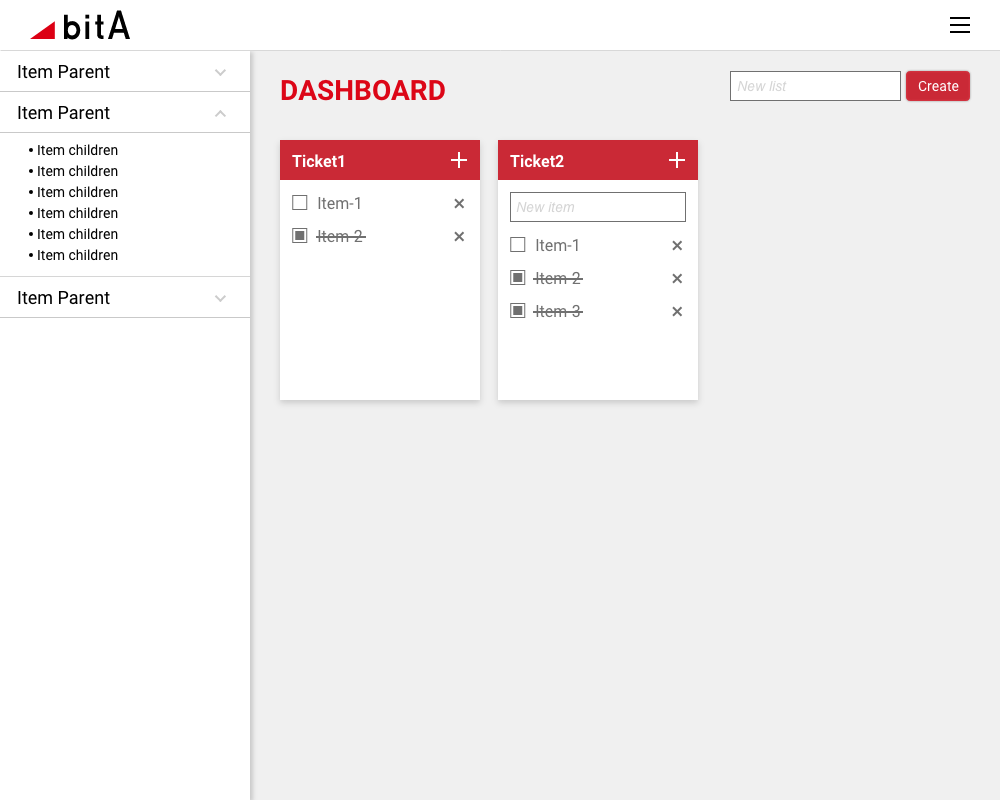 bitA
Item Parent
Item Parent
• Item children
• Item children
• Item children
• Item children
• Item children
• Item children
Item Parent
DASHBOARD
New list
Create
Ticket1
Item-1
Item-2
Ticket2
New item
Item-1
Item-2
Item-3